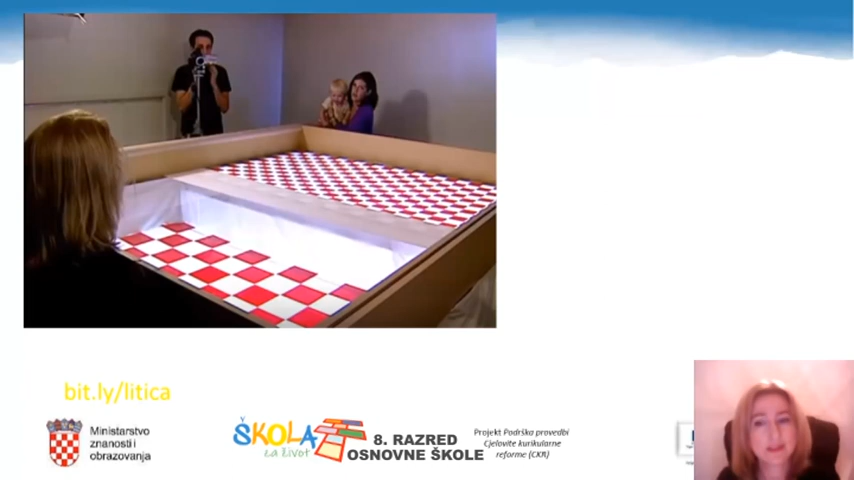 bit.ly/litica
Ministarstvo
znanosti i
obrazovanja
ŠKOLA
za život
8. RAZRED
OSNOVNE ŠKOLE
Projekt Podrška provedbi
Cjelovite kurikularne
reforme (CKR)